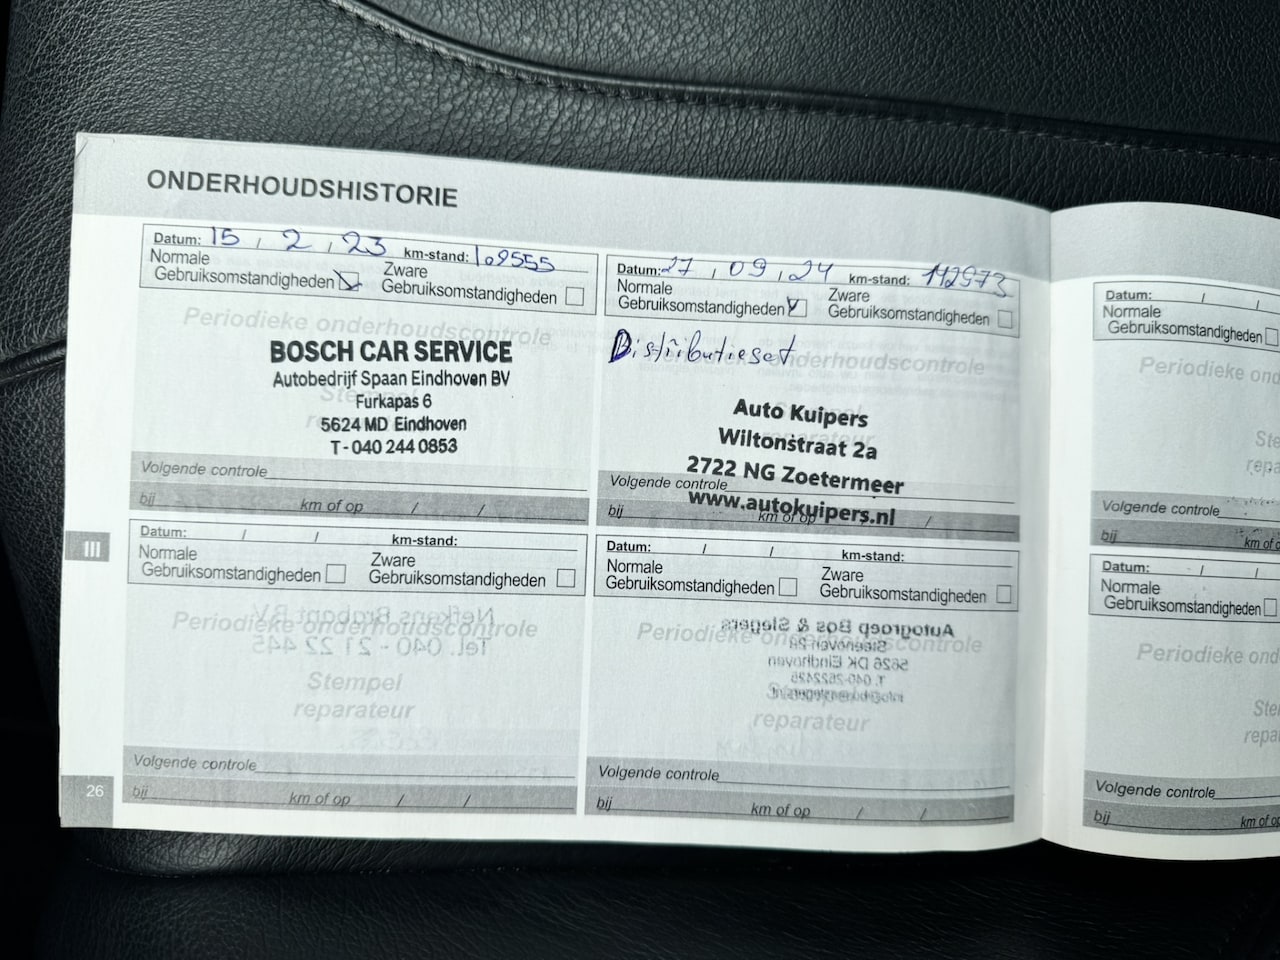 ONDERHOUDSHISTORIE
Datum: 15 / 2 / 23 km-stand: 109555
Normale
Gebruiksomstandigheden
Zware
Gebruiksomstandigheden
Periodieke onderhoudscontrole
BOSCH CAR SERVICE
Autobedrijf Spaan Eindhoven BV
Furkapas 6
5624 MD Eindhoven
T - 040 244 0853
Volgende controle
bij km of op / /
Datum: 27 / 09 / 24 km-stand: 112973
Normale
Gebruiksomstandigheden
Zware
Gebruiksomstandigheden
Distributieset
onderhoudscontrole
Auto Kuipers
Wiltonstraat 2a
2722 NG Zoetermeer
www.autokuipers.nl
Volgende controle
bij km of op /
III
Datum: / / km-stand:
Normale
Gebruiksomstandigheden
Zware
Gebruiksomstandigheden
Periodieke onderhoudscontrole
Stempel
reparateur
Volgende controle
bij km of op / /
Datum: / / km-stand:
Normale
Gebruiksomstandigheden
Zware
Gebruiksomstandigheden
Periodieke onderhoudscontrole
Stempel
reparateur
Volgende controle
bij km of op / /
26
Datum: / /
Normale
Gebruiksomstandigheden
Periodieke
Volgende controle
bij km of
Datum: / /
Normale
Gebruiksomstandigheden
Periodieke
Volgende controle
bij km of op